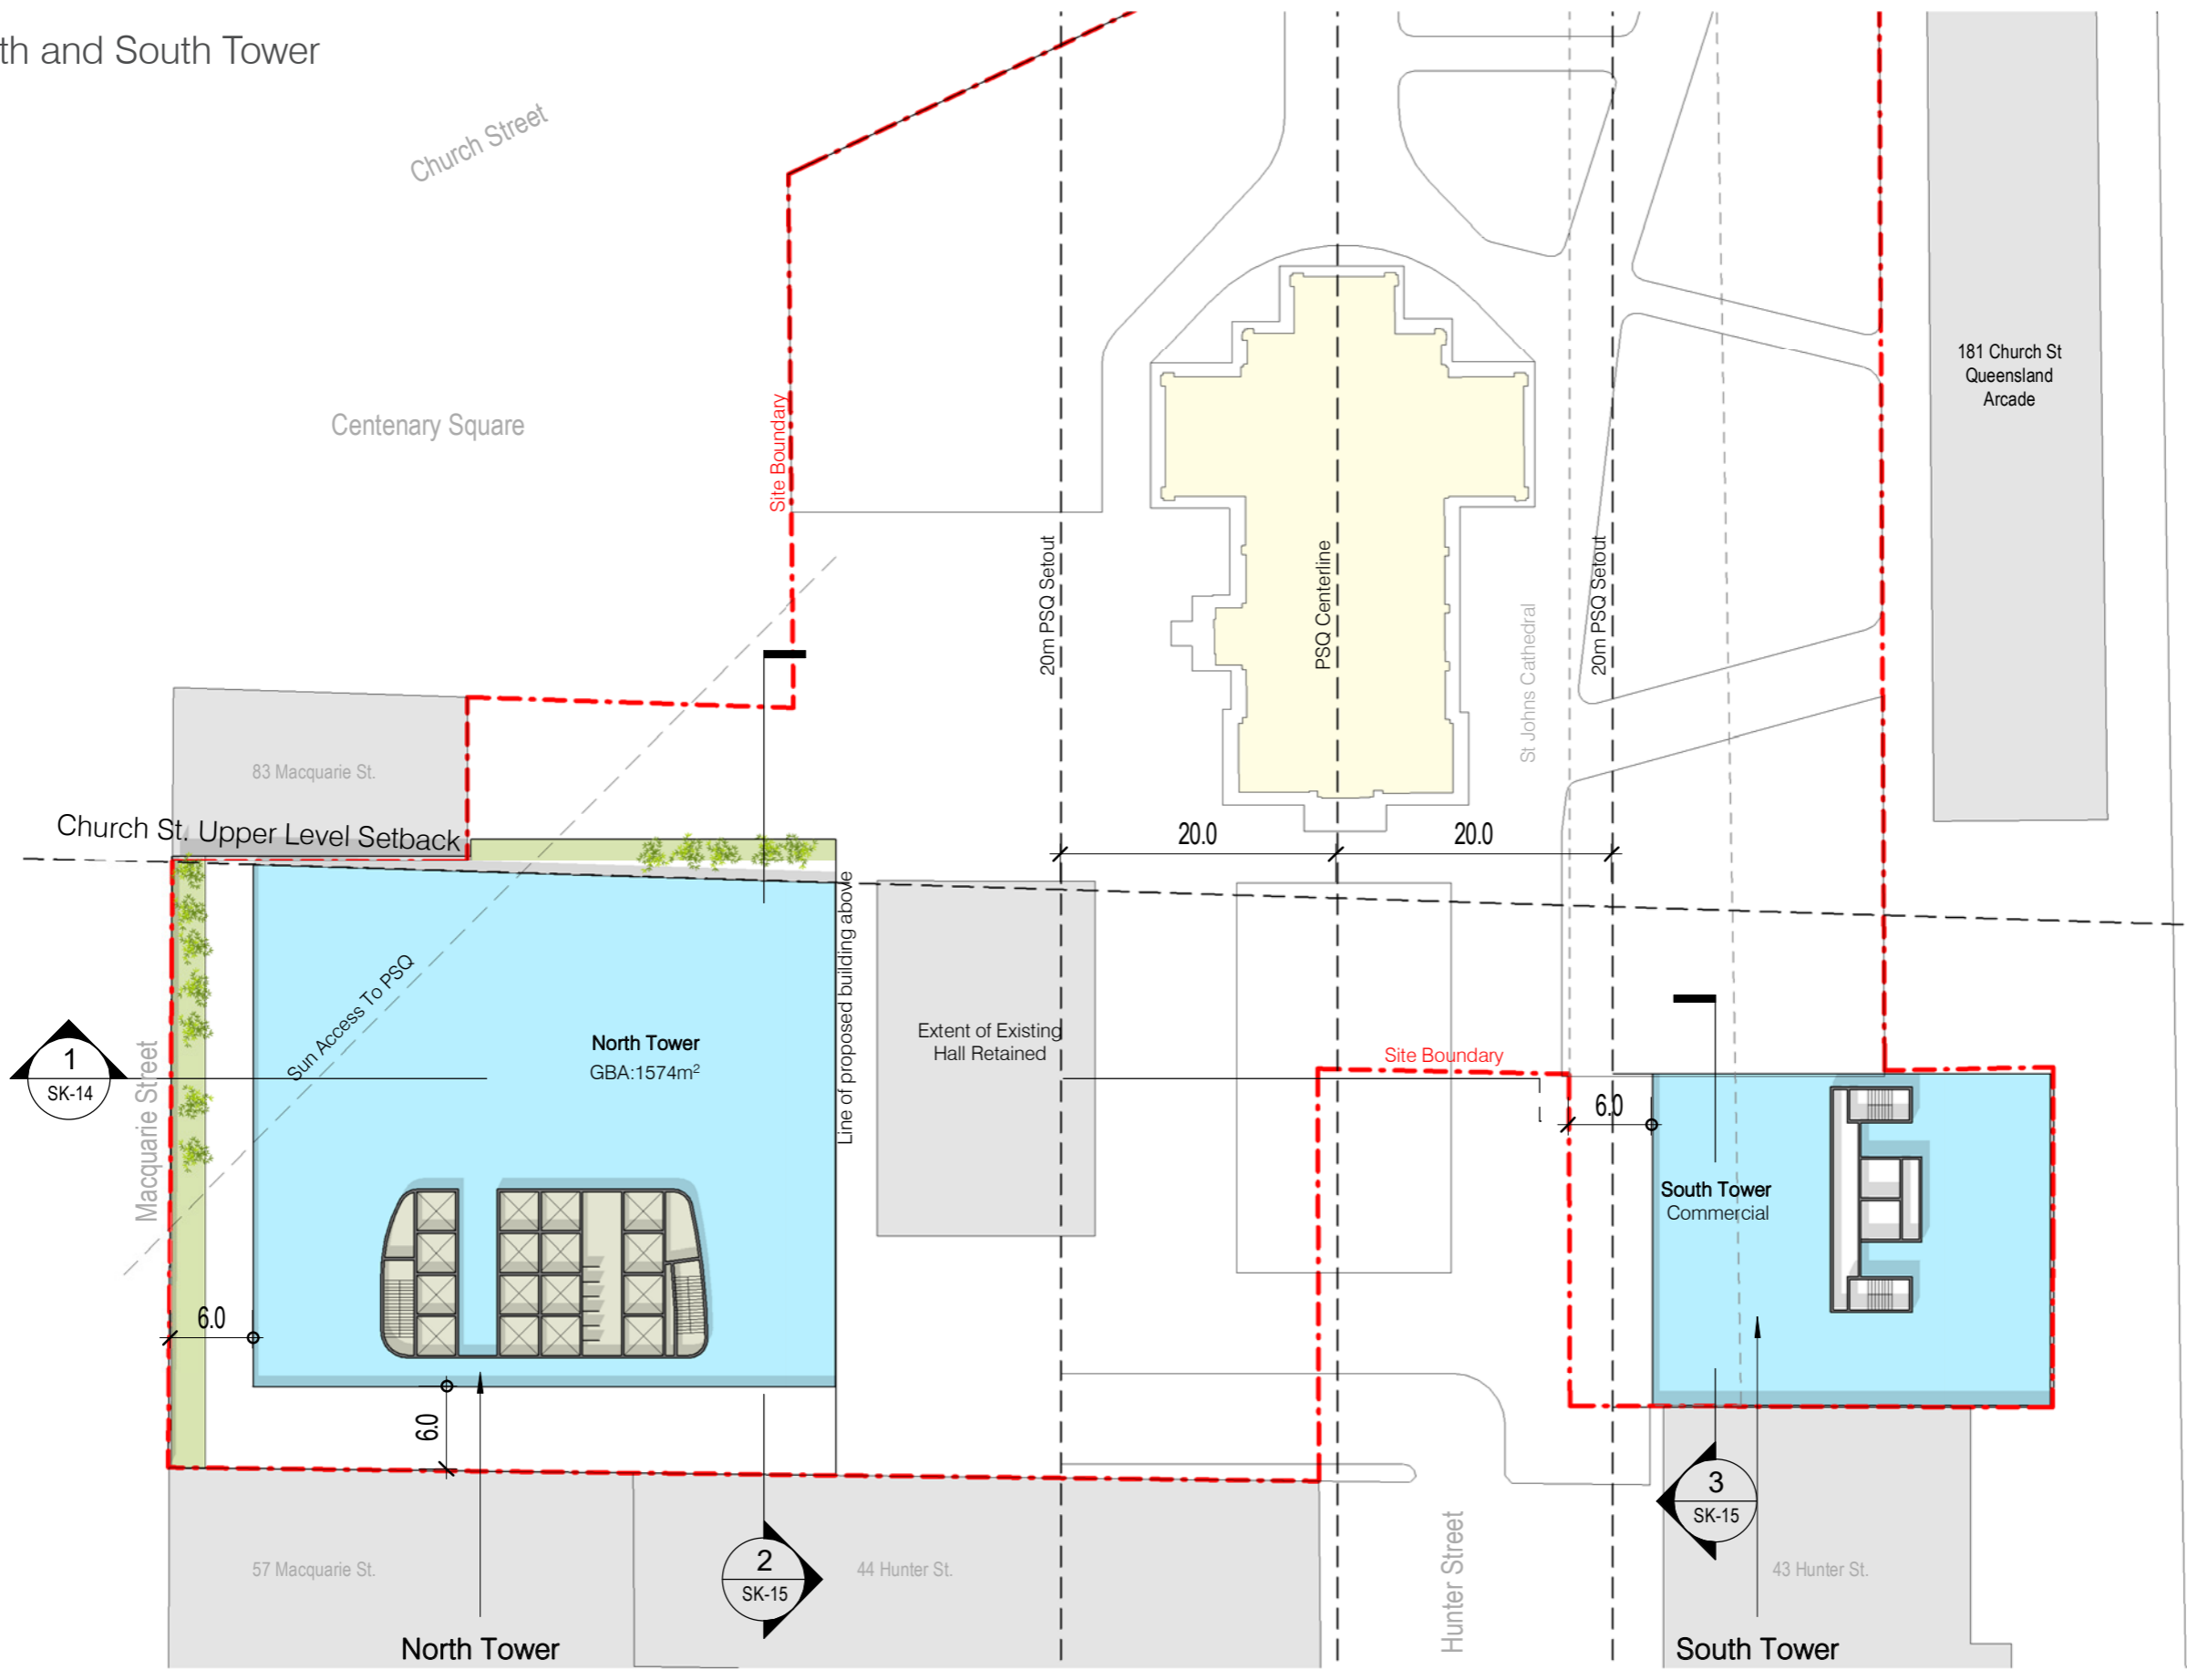 th and South Tower
Church Street
Centenary Square
Site Boundary
181 Church St
Queensland
Arcade
20m PSQ Setout
PSQ Centerline
St Johns Cathedral
20m PSQ Setout
83 Macquarie St.
Church St. Upper Level Setback
20.0
20.0
Line of proposed building above
Sun Access To PSQ
North Tower
GBA:1574m²
Extent of Existing
Hall Retained
Site Boundary
1
SK-14
Macquarie Street
6.0
South Tower
Commercial
6.0
6.0
3
SK-15
2
SK-15
57 Macquarie St.
44 Hunter St.
Hunter Street
43 Hunter St.
North Tower
South Tower